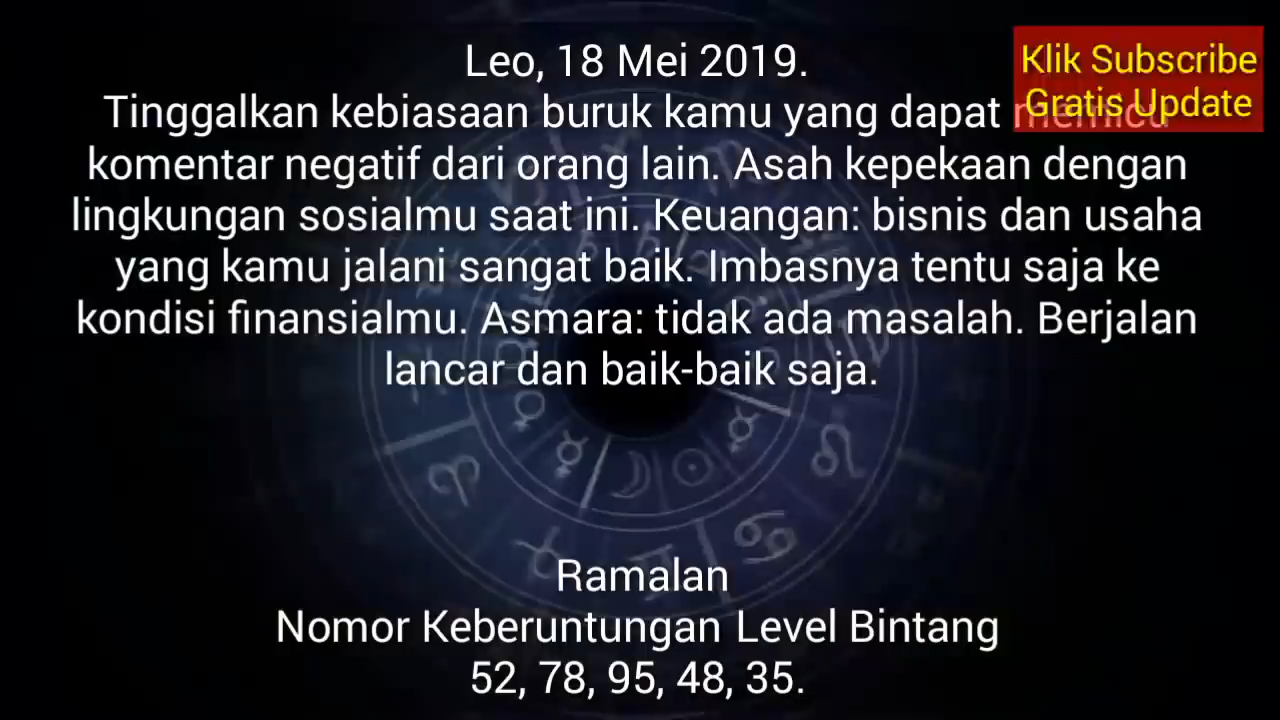 Leo, 18 Mei 2019.
Klik Subscribe
Gratis Update
Tinggalkan kebiasaan buruk kamu yang dapat
komentar negatif dari orang lain. Asah kepekaan dengan
lingkungan sosialmu saat ini. Keuangan: bisnis dan usaha
yang kamu jalani sangat baik. Imbasnya tentu saja ke
kondisi finansialmu. Asmara: tidak ada masalah. Berjalan
lancar dan baik-baik saja.
Ramalan
Nomor Keberuntungan Level Bintang
52, 78, 95, 48, 35.